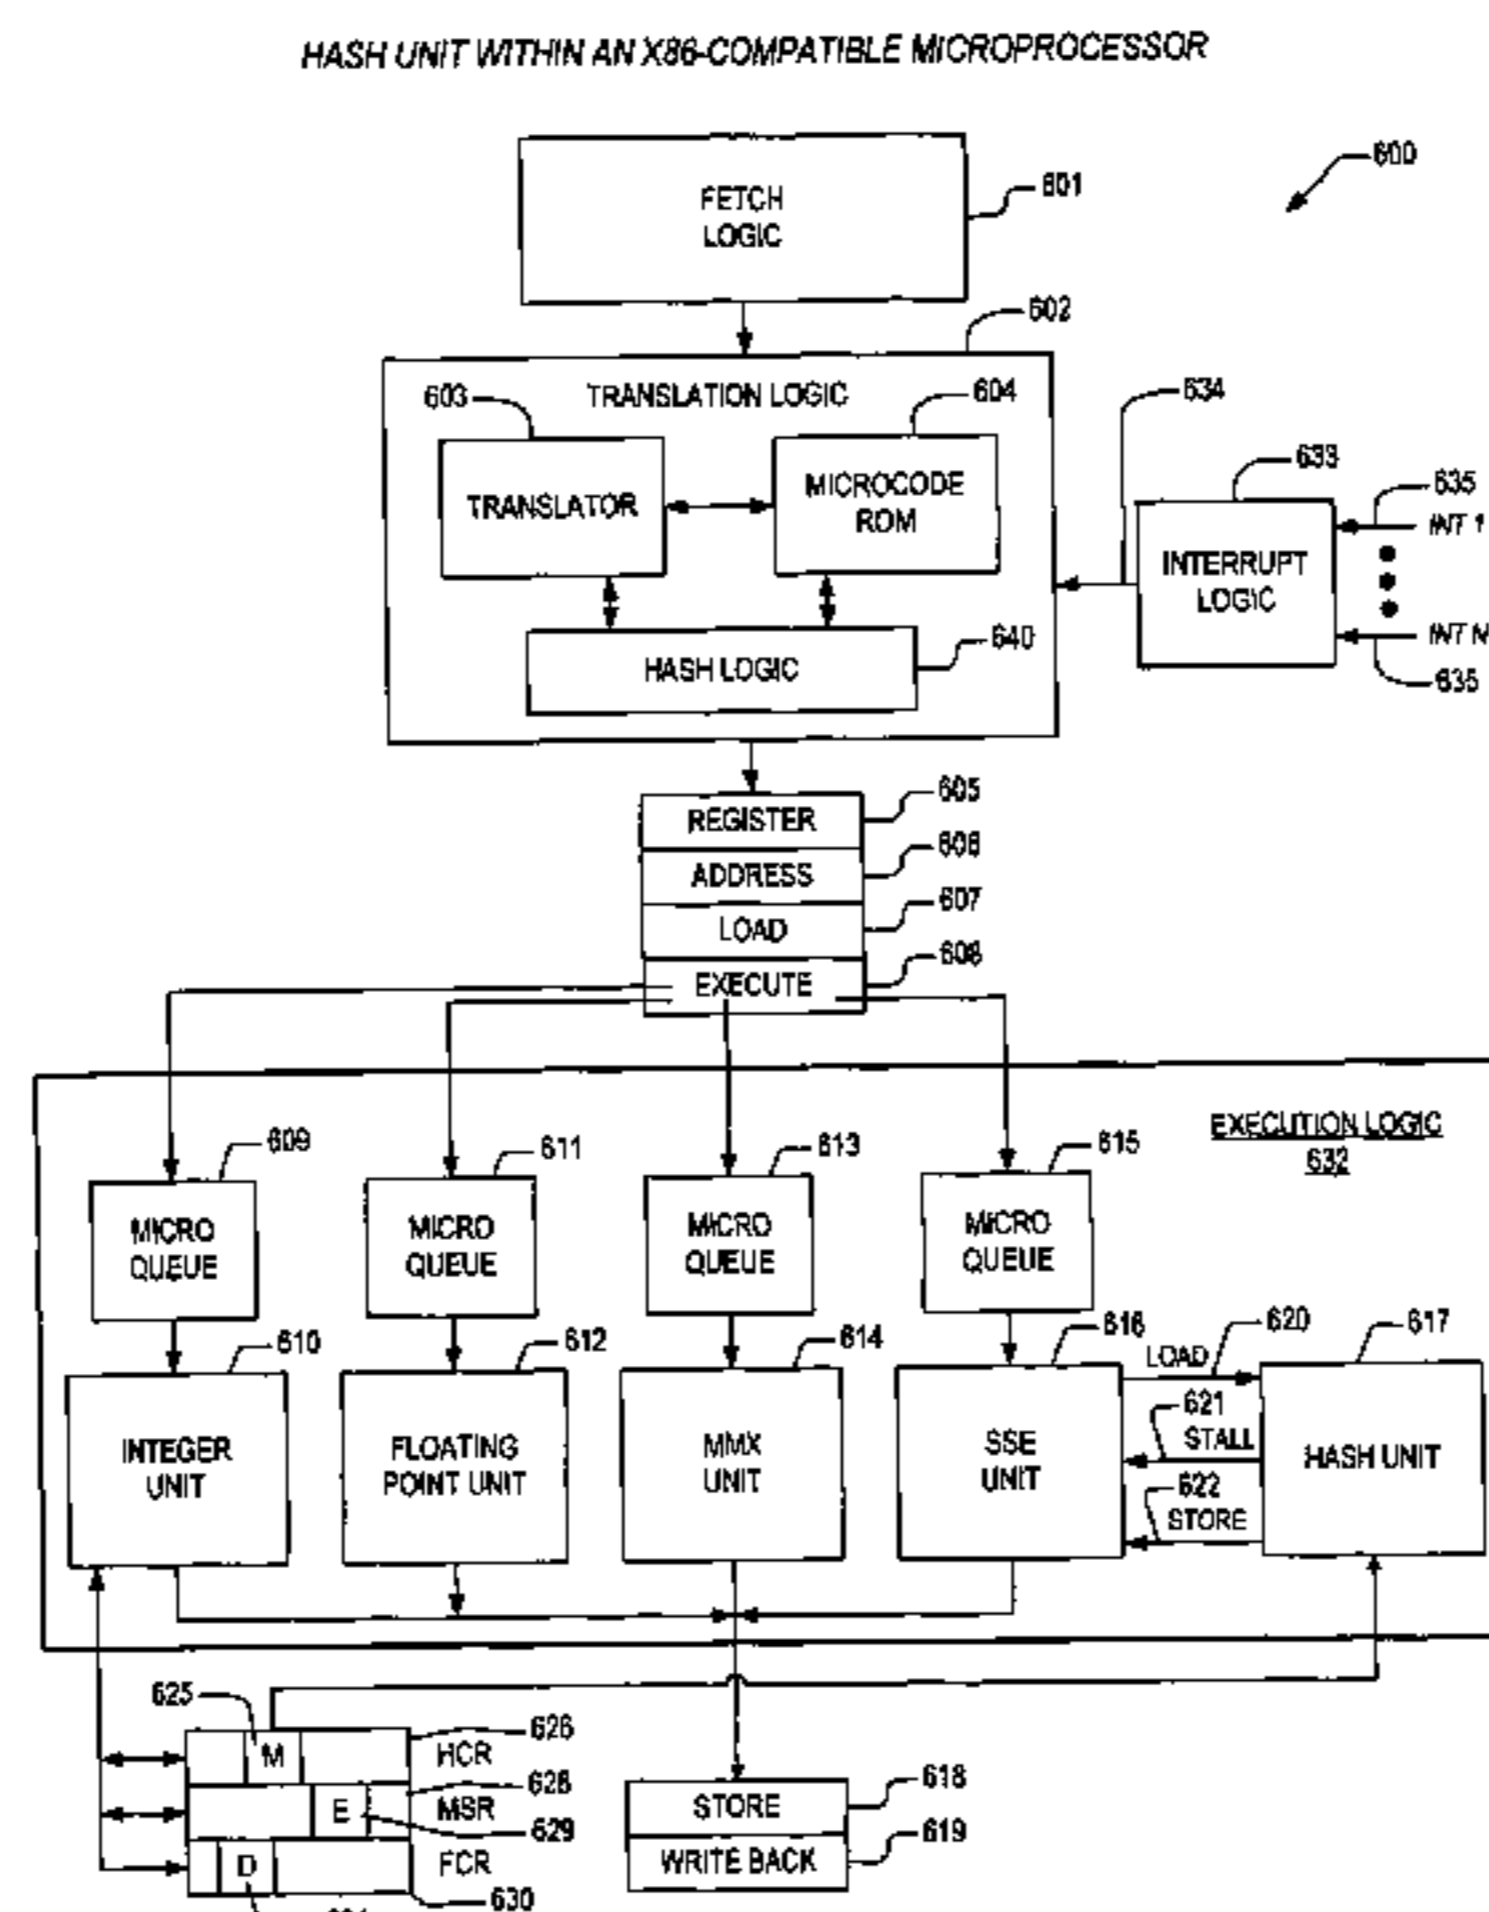 HASH UNIT WITHIN AN X86-COMPATIBLE MICROPROCESSOR
600
FETCH
LOGIC
601
602
TRANSLATION LOGIC
603
604
634
TRANSLATOR
MICROCODE
ROM
633
635
INT 1
INTERRUPT
LOGIC
INT N
635
HASH LOGIC
640
REGISTER
605
ADDRESS
606
LOAD
607
EXECUTE
608
EXECUTION LOGIC
632
609
611
613
615
MICRO
QUEUE
MICRO
QUEUE
MICRO
QUEUE
MICRO
QUEUE
610
612
614
616
LOAD
620
617
621
STALL
622
STORE
INTEGER
UNIT
FLOATING
POINT UNIT
MMX
UNIT
SSE
UNIT
HASH UNIT
625
M
HCR
626
E
MSR
628
629
D
FCR
630
STORE
618
WRITE BACK
619